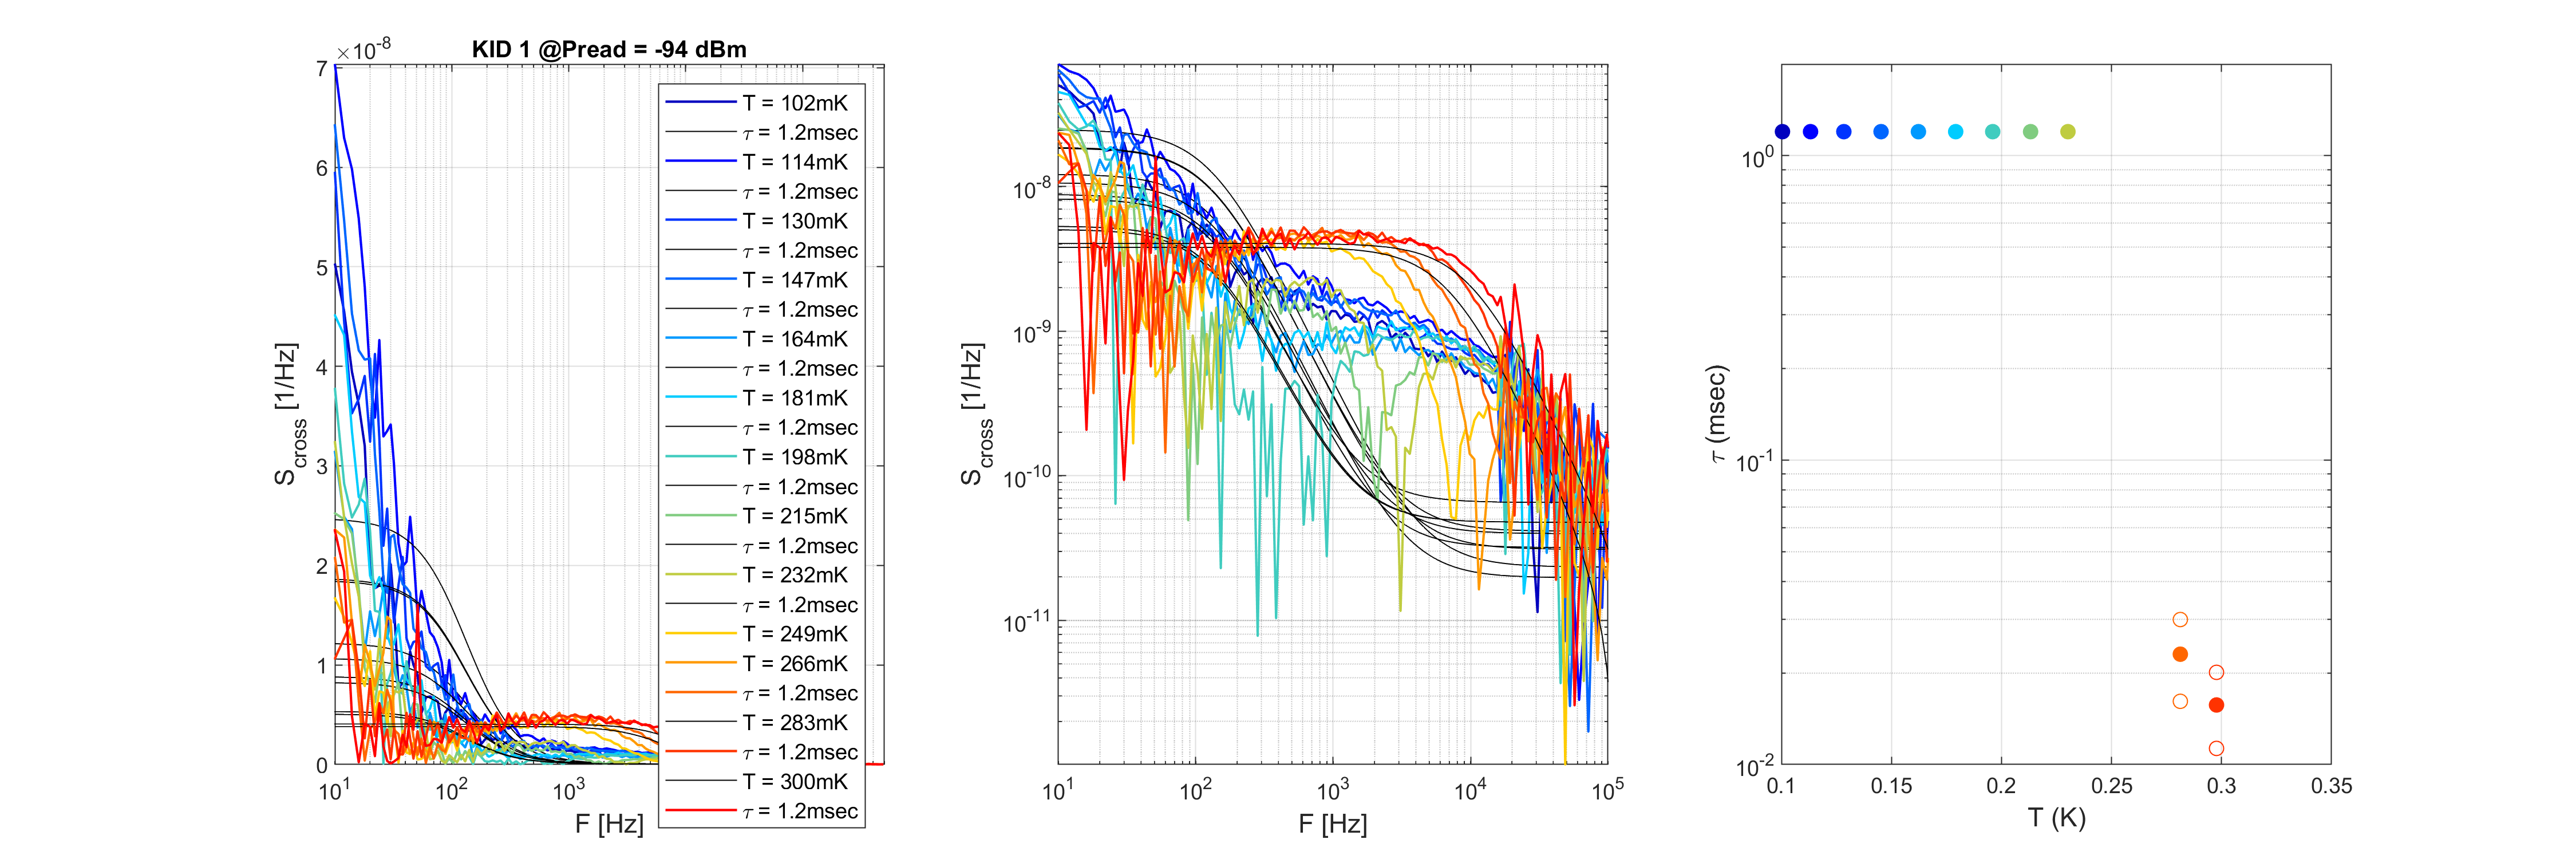 KID 1 @Pread = -94 dBm
×10^-8
7
6
5
4
3
2
1
0
S_cross [1/Hz]
10^1
10^2
10^3
F [Hz]
T = 102mK
τ = 1.2msec
T = 114mK
τ = 1.2msec
T = 130mK
τ = 1.2msec
T = 147mK
τ = 1.2msec
T = 164mK
τ = 1.2msec
T = 181mK
τ = 1.2msec
T = 198mK
τ = 1.2msec
T = 215mK
τ = 1.2msec
T = 232mK
τ = 1.2msec
T = 249mK
T = 266mK
τ = 1.2msec
T = 283mK
τ = 1.2msec
T = 300mK
τ = 1.2msec
10^-8
10^-9
10^-10
10^-11
S_cross [1/Hz]
10^1
10^2
10^3
10^4
10^5
F [Hz]
10^0
10^-1
10^-2
τ (msec)
0.1
0.15
0.2
0.25
0.3
0.35
T (K)